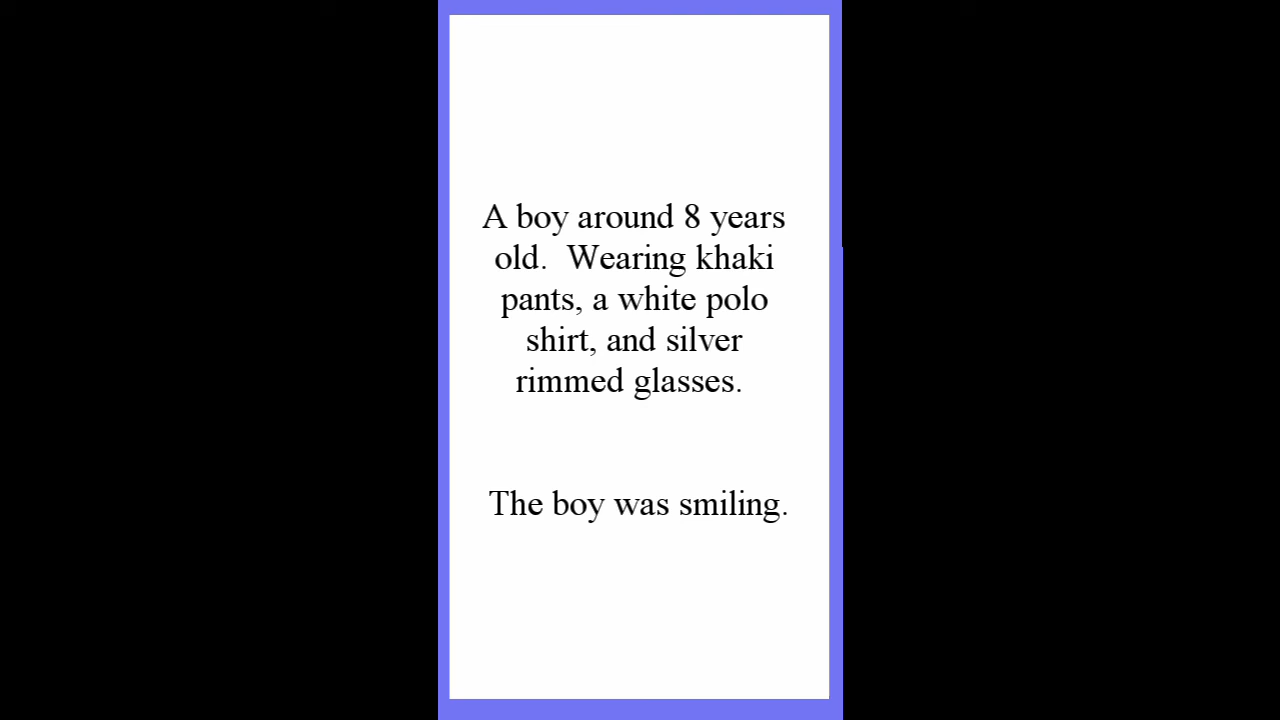 A boy around 8 years
old.  Wearing khaki
pants, a white polo
shirt, and silver
rimmed glasses.
The boy was smiling.